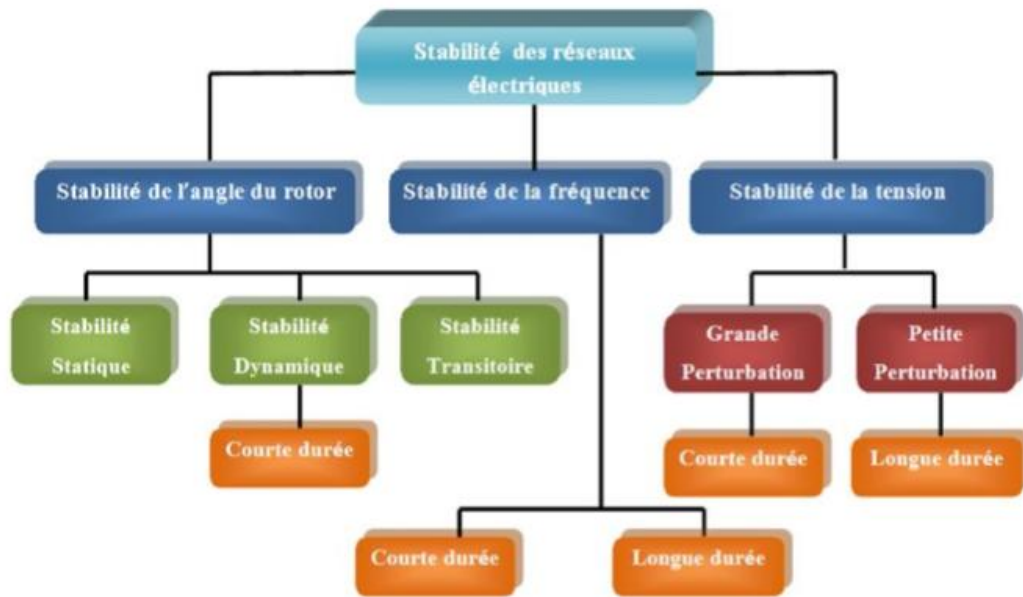 Stabilité des réseaux
électriques
Stabilité de l'angle du rotor
Stabilité de la fréquence
Stabilité de la tension
Stabilité
Statique
Stabilité
Dynamique
Stabilité
Transitoire
Grande
Perturbation
Petite
Perturbation
Courte durée
Courte durée
Longue durée
Courte durée
Longue durée